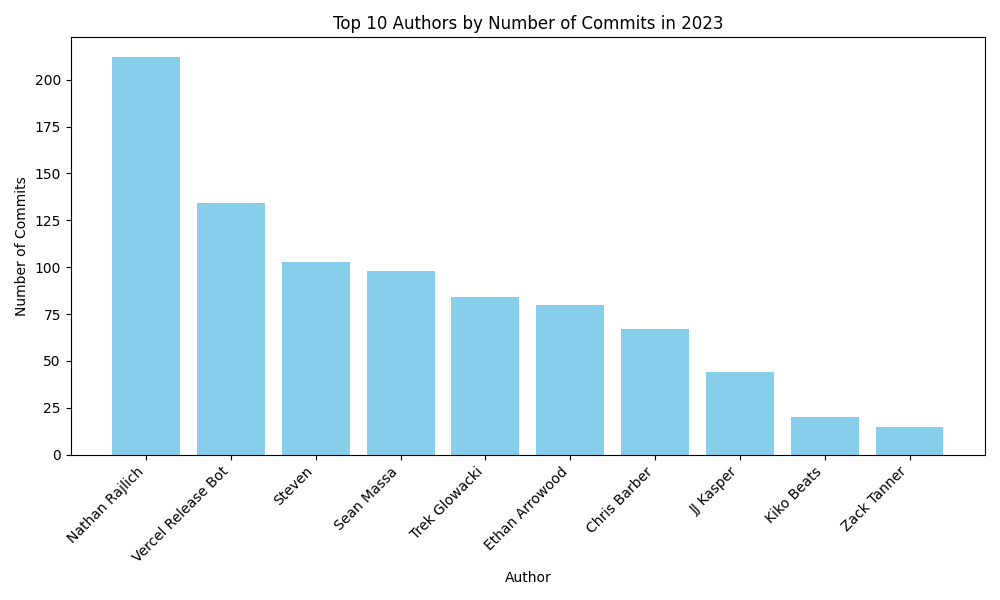 Top 10 Authors by Number of Commits in 2023
Number of Commits
200
175
150
125
100
75
50
25
0
Nathan Rajlich
Vercel Release Bot
Steven
Sean Massa
Trek Glowacki
Ethan Arrowood
Chris Barber
JJ Kasper
Kiko Beats
Zack Tanner
Author